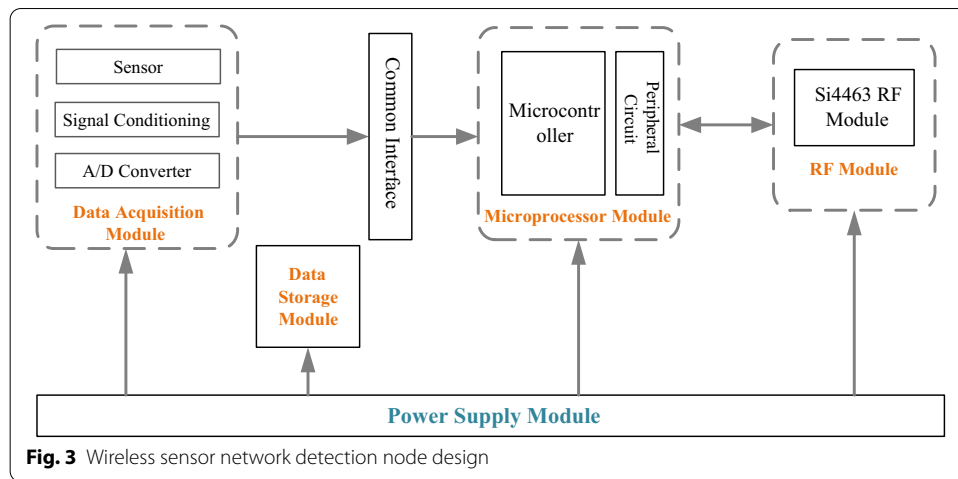 Sensor
Signal Conditioning
A/D Converter
Data Acquisition
Module
Common Interface
Data
Storage
Module
Microcontr
oller
Peripheral
Circuit
Microprocessor Module
Si4463 RF
Module
RF Module
Power Supply Module
Fig. 3 Wireless sensor network detection node design